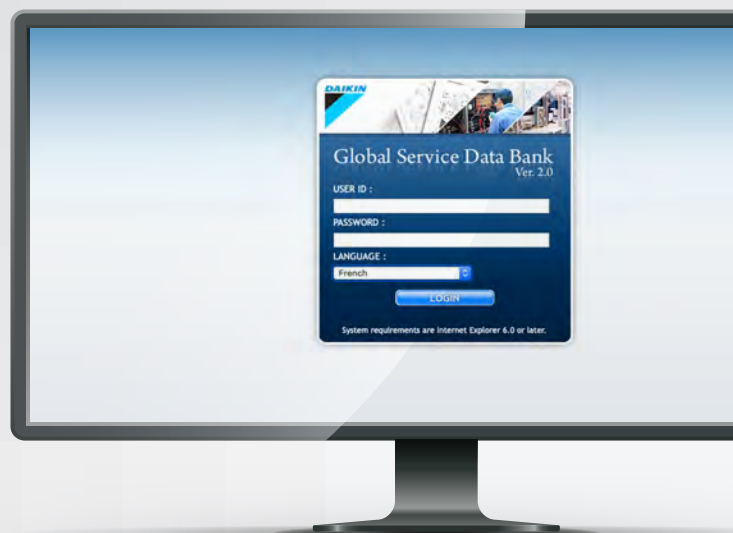 DAIKIN
Global Service Data Bank
Ver. 2.0
USER ID :
PASSWORD :
LANGUAGE :
French
LOGIN
System requirements are Internet Explorer 6.0 or later.